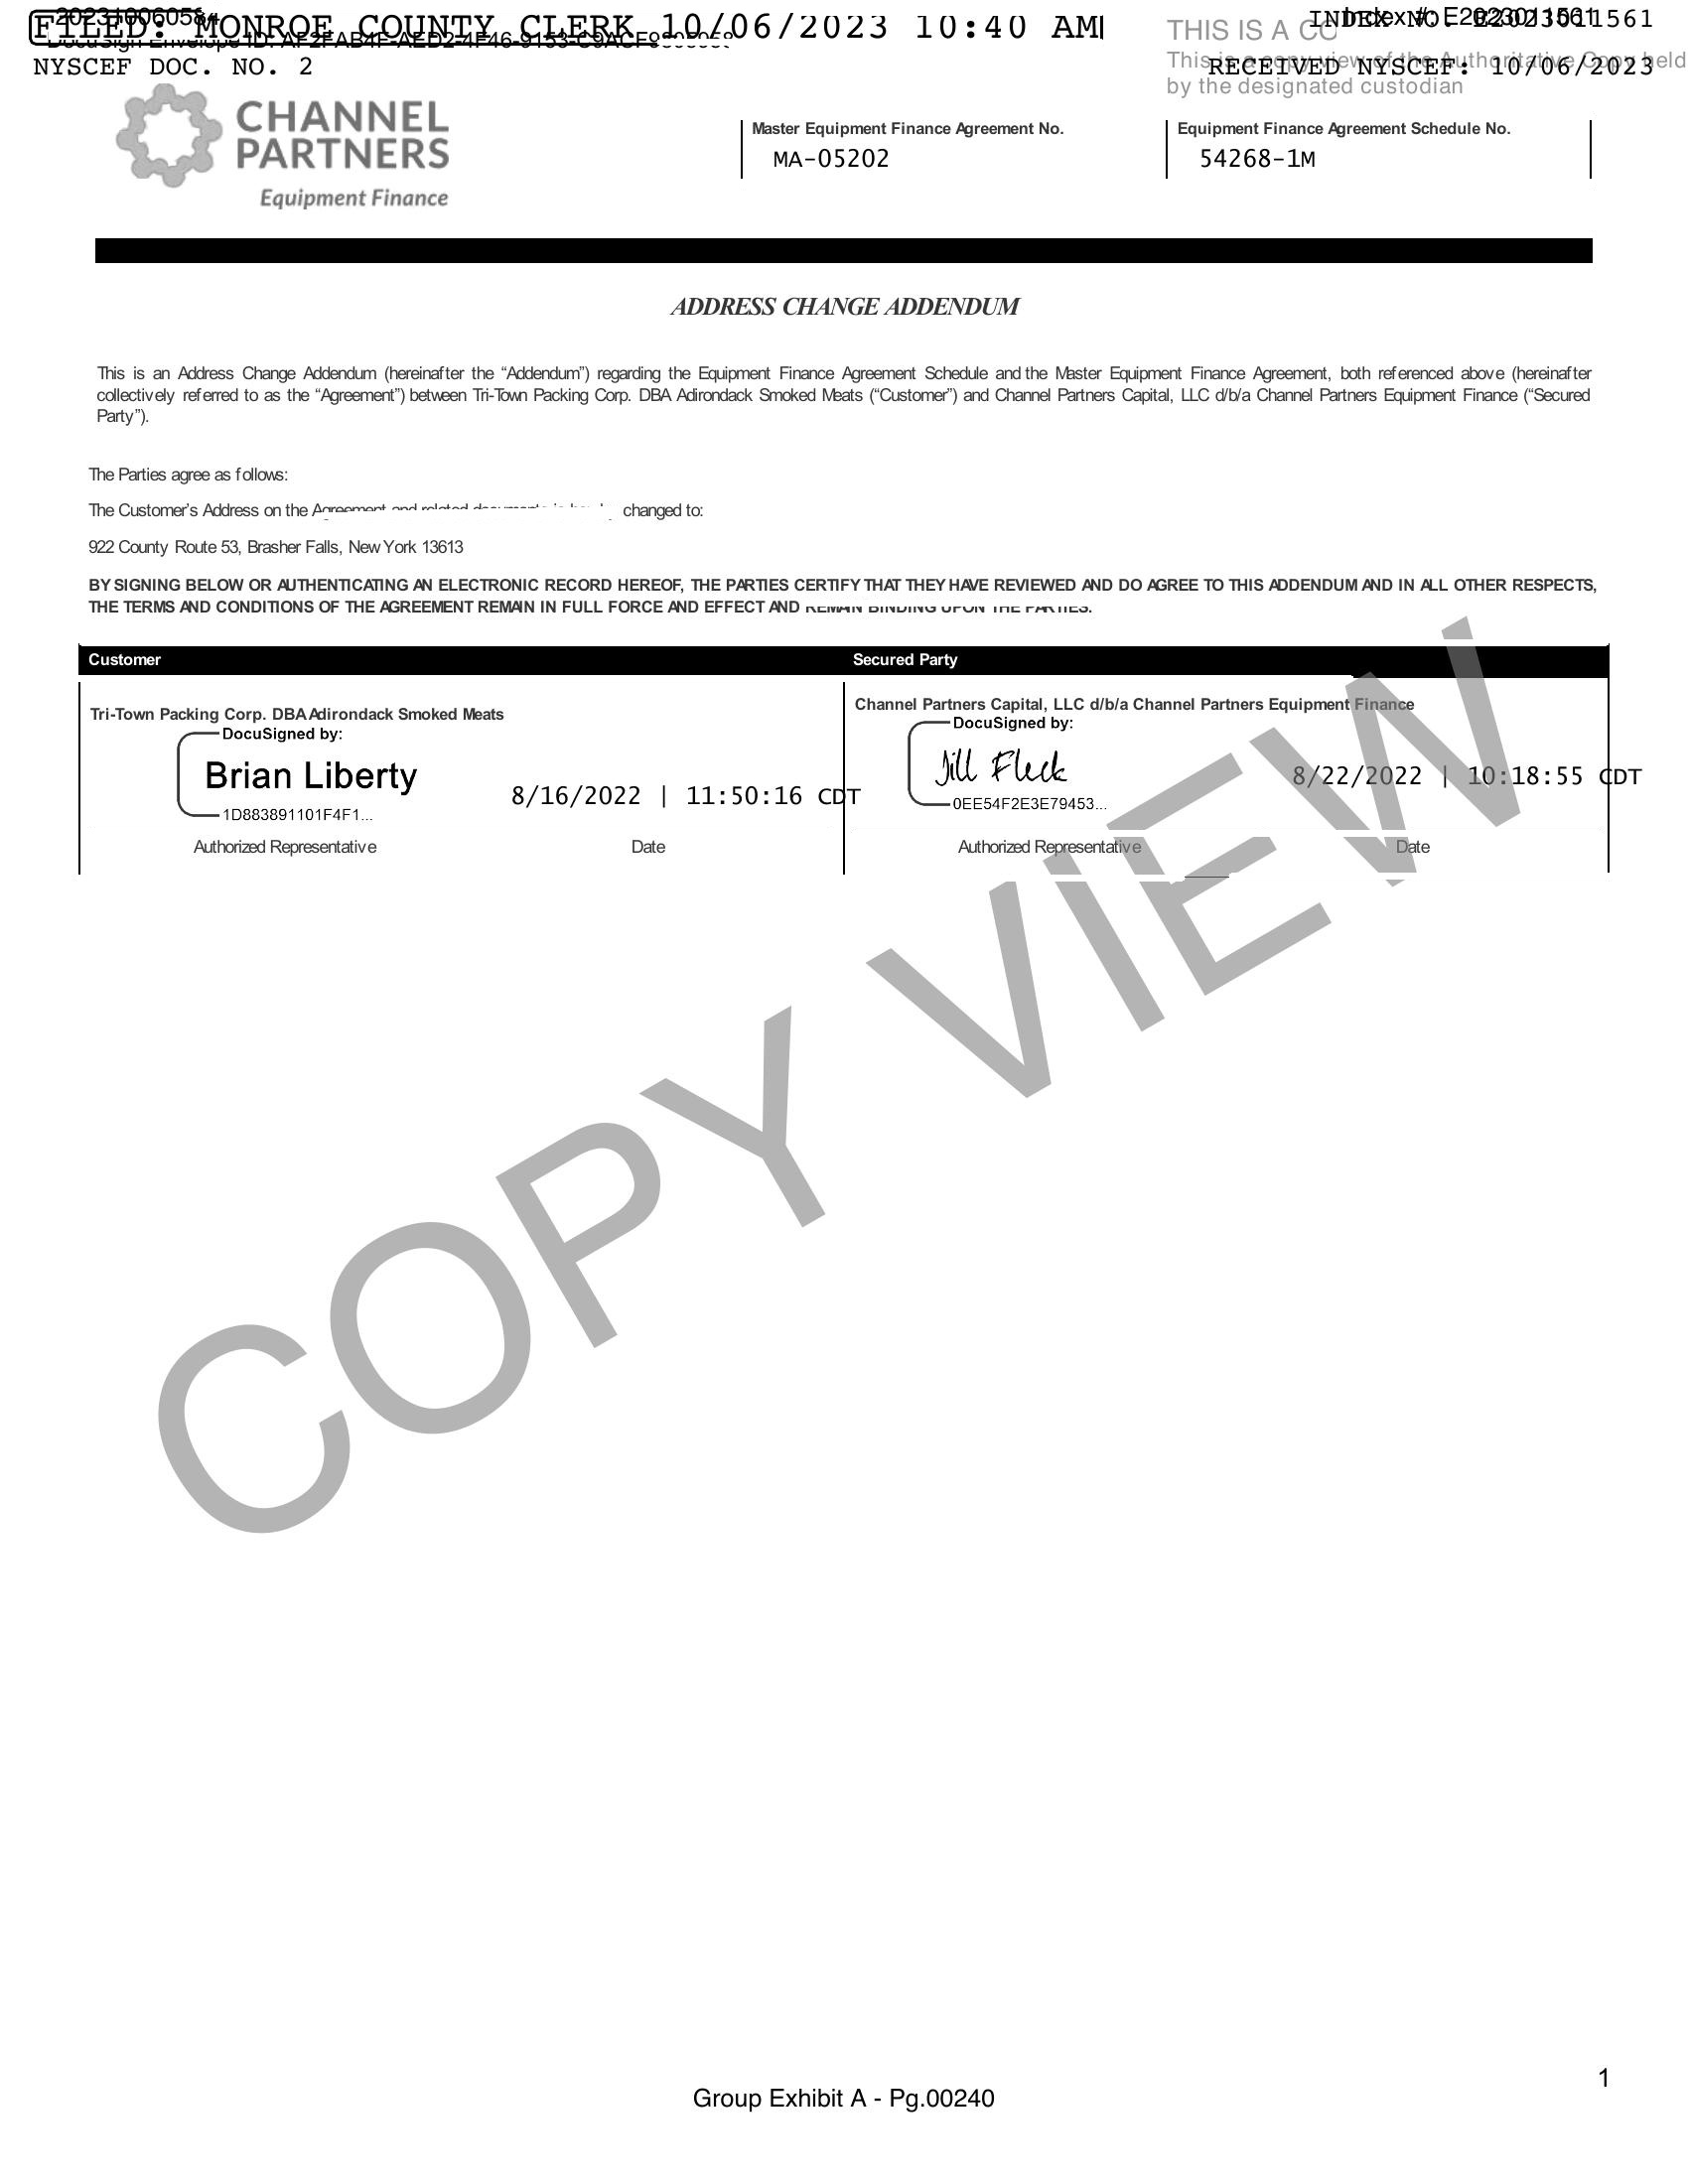 FILED: MONROE COUNTY CLERK 10/06/2023 10:40 AM
INDEX NO. E2023011561
202310060584
Index #: E2023011561
NYSCEF DOC. NO. 2
RECEIVED NYSCEF: 10/06/2023
DocuSign Envelope ID: AF2FAB4F-AED2-4F46-9153-
THIS IS A
This is a copy view of the Authoritative Copy held
by the designated custodian
CHANNEL
PARTNERS
Equipment Finance
Master Equipment Finance Agreement No.
MA-05202
Equipment Finance Agreement Schedule No.
54268-1M
ADDRESS CHANGE ADDENDUM
This is an Address Change Addendum (hereinafter the “Addendum”) regarding the Equipment Finance Agreement Schedule and the Master Equipment Finance Agreement, both referenced above (hereinafter
collectively referred to as the “Agreement”) between Tri-Town Packing Corp. DBA Adirondack Smoked Meats (“Customer”) and Channel Partners Capital, LLC d/b/a Channel Partners Equipment Finance (“Secured
Party”).
The Parties agree as follows:
The Customer’s Address on the Agreement and related documents is hereby changed to:
922 County Route 53, Brasher Falls, New York 13613
BY SIGNING BELOW OR AUTHENTICATING AN ELECTRONIC RECORD HEREOF, THE PARTIES CERTIFY THAT THEY HAVE REVIEWED AND DO AGREE TO THIS ADDENDUM AND IN ALL OTHER RESPECTS,
THE TERMS AND CONDITIONS OF THE AGREEMENT REMAIN IN FULL FORCE AND EFFECT AND REMAIN BINDING UPON THE PARTIES.
Customer
Secured Party
Tri-Town Packing Corp. DBA Adirondack Smoked Meats
DocuSigned by:
Brian Liberty
1D883891101F4F1...
8/16/2022 | 11:50:16 CDT
Authorized Representative
Date
Channel Partners Capital, LLC d/b/a Channel Partners Equipment Finance
DocuSigned by:
Jill Fleck
0EE54F2E3E79453...
8/22/2022 | 10:18:55 CDT
Authorized Representative
Date
COPY VIEW
1
Group Exhibit A - Pg.00240